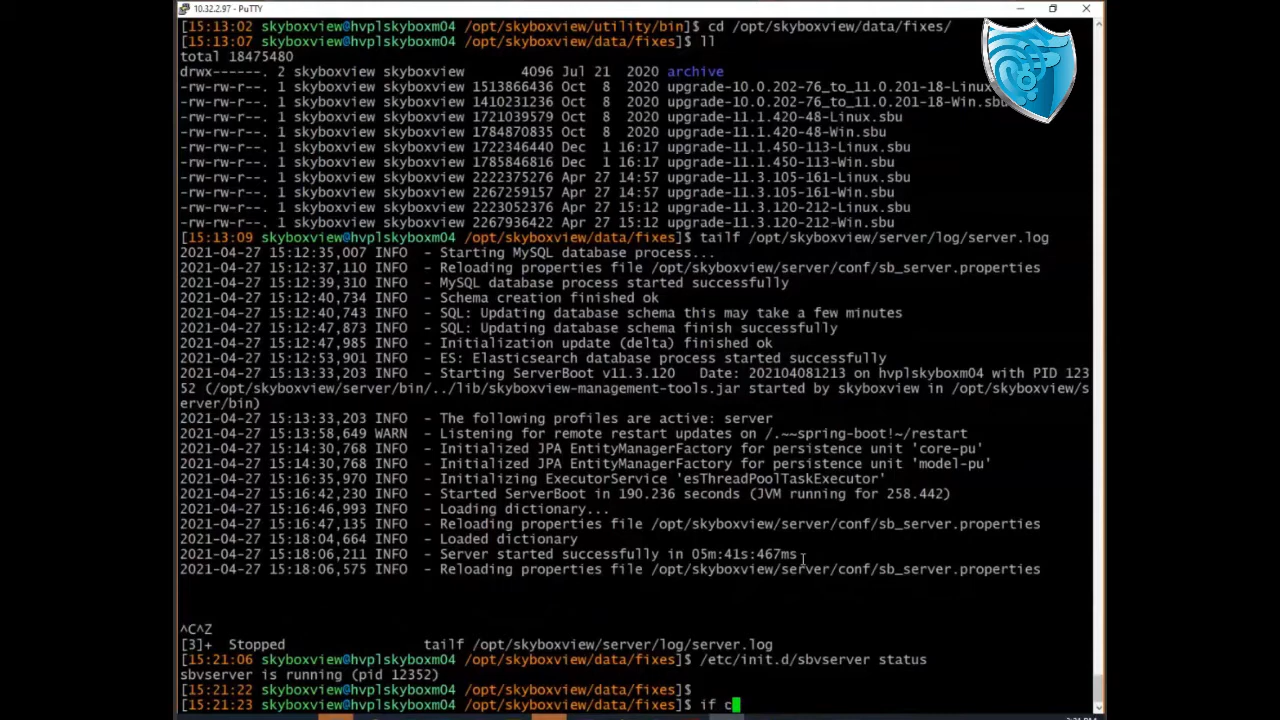 10.32.2.97 - PuTTY
[15:13:02 skyboxview@hvplskyboxm04 /opt/skyboxview/utility/bin]$ cd /opt/skyboxview/data/fixes/
[15:13:07 skyboxview@hvplskyboxm04 /opt/skyboxview/data/fixes]$ ll
total 18475480
drwx------. 2 skyboxview skyboxview 4096 Jul 21 2020 archive
-rw-rw-r--. 1 skyboxview skyboxview 1513866436 Oct 8 2020 upgrade-10.0.202-76_to_11.0.201-18-Linux
-rw-rw-r--. 1 skyboxview skyboxview 1410231236 Oct 8 2020 upgrade-10.0.202-76_to_11.0.201-18-Win.sbu
-rw-rw-r--. 1 skyboxview skyboxview 1721039579 Oct 8 2020 upgrade-11.1.420-48-Linux.sbu
-rw-rw-r--. 1 skyboxview skyboxview 1784870835 Oct 8 2020 upgrade-11.1.420-48-Win.sbu
-rw-rw-r--. 1 skyboxview skyboxview 1722346440 Dec 1 16:17 upgrade-11.1.450-113-Linux.sbu
-rw-rw-r--. 1 skyboxview skyboxview 1785846816 Dec 1 16:17 upgrade-11.1.450-113-Win.sbu
-rw-rw-r--. 1 skyboxview skyboxview 2222375276 Apr 27 14:57 upgrade-11.3.105-161-Linux.sbu
-rw-rw-r--. 1 skyboxview skyboxview 2267259157 Apr 27 14:57 upgrade-11.3.105-161-Win.sbu
-rw-rw-r--. 1 skyboxview skyboxview 2223052376 Apr 27 15:12 upgrade-11.3.120-212-Linux.sbu
-rw-rw-r--. 1 skyboxview skyboxview 2267936422 Apr 27 15:12 upgrade-11.3.120-212-Win.sbu
[15:13:09 skyboxview@hvplskyboxm04 /opt/skyboxview/data/fixes]$ tailf /opt/skyboxview/server/log/server.log
2021-04-27 15:12:35,007 INFO - Starting MySQL database process...
2021-04-27 15:12:37,110 INFO - Reloading properties file /opt/skyboxview/server/conf/sb_server.properties
2021-04-27 15:12:39,310 INFO - MySQL database process started successfully
2021-04-27 15:12:40,734 INFO - Schema creation finished ok
2021-04-27 15:12:40,743 INFO - SQL: Updating database schema this may take a few minutes
2021-04-27 15:12:47,873 INFO - SQL: Updating database schema finish successfully
2021-04-27 15:12:47,985 INFO - Initialization update (delta) finished ok
2021-04-27 15:12:53,901 INFO - ES: Elasticsearch database process started successfully
2021-04-27 15:13:33,203 INFO - Starting ServerBoot v11.3.120 Date: 202104081213 on hvplskyboxm04 with PID 123
52 (/opt/skyboxview/server/bin/../lib/skyboxview-management-tools.jar started by skyboxview in /opt/skyboxview/s
erver/bin)
2021-04-27 15:13:33,203 INFO - The following profiles are active: server
2021-04-27 15:13:58,649 WARN - Listening for remote restart updates on /.~~spring-boot!~/restart
2021-04-27 15:14:30,768 INFO - Initialized JPA EntityManagerFactory for persistence unit 'core-pu'
2021-04-27 15:14:30,768 INFO - Initialized JPA EntityManagerFactory for persistence unit 'model-pu'
2021-04-27 15:16:35,970 INFO - Initializing ExecutorService 'esThreadPoolTaskExecutor'
2021-04-27 15:16:42,230 INFO - Started ServerBoot in 190.236 seconds (JVM running for 258.442)
2021-04-27 15:16:46,993 INFO - Loading dictionary...
2021-04-27 15:16:47,135 INFO - Reloading properties file /opt/skyboxview/server/conf/sb_server.properties
2021-04-27 15:18:04,664 INFO - Loaded dictionary
2021-04-27 15:18:06,211 INFO - Server started successfully in 05m:41s:467ms
2021-04-27 15:18:06,575 INFO - Reloading properties file /opt/skyboxview/server/conf/sb_server.properties
^C^Z
[3]+ Stopped tailf /opt/skyboxview/server/log/server.log
[15:21:06 skyboxview@hvplskyboxm04 /opt/skyboxview/data/fixes]$ /etc/init.d/sbvserver status
sbvserver is running (pid 12352)
[15:21:22 skyboxview@hvplskyboxm04 /opt/skyboxview/data/fixes]$
[15:21:23 skyboxview@hvplskyboxm04 /opt/skyboxview/data/fixes]$ if c